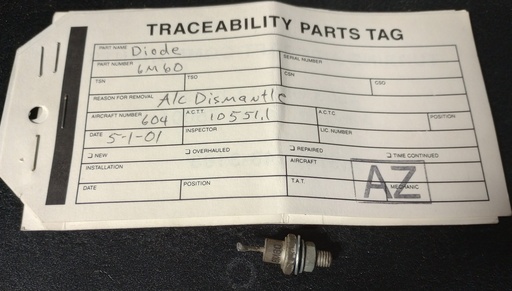 TRACEABILITY PARTS TAG
PART NAME Diode
SERIAL NUMBER
PART NUMBER 6M60
TSN TSO CSN CSO
REASON FOR REMOVAL A/C Dismantle
AIRCRAFT NUMBER 604 A.C.T.T. 10551.1 A.C.T.C. POSITION
DATE 5-1-01 INSPECTOR LIC NUMBER
NEW OVERHAULED REPAIRED TIME CONTINUED
INSTALLATION AIRCRAFT
DATE POSITION T.A.T. MECHANIC
AZ